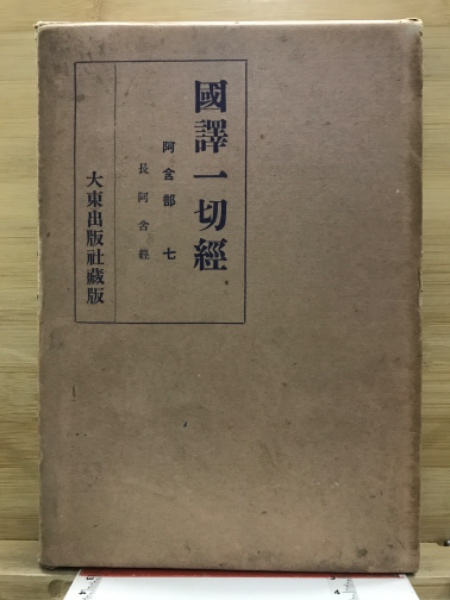 國譯一切經
阿含部 七
長阿含經
大東出版社蔵版